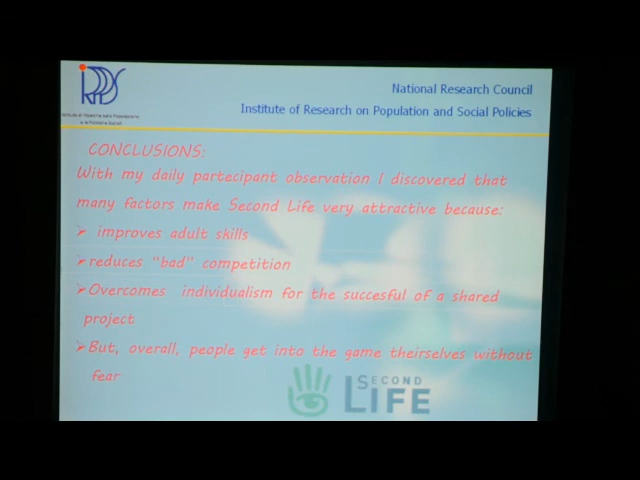 IRPPS
National Research Council
Institute of Research on Population and Social Policies
CONCLUSIONS:
With my daily partecipant observation I discovered that
many factors make Second Life very attractive because:
➢ improves adult skills
➢ reduces "bad" competition
➢ Overcomes individualism for the succesful of a shared
project
➢ But, overall, people get into the game theirselves without
fear
SECOND
LIFE